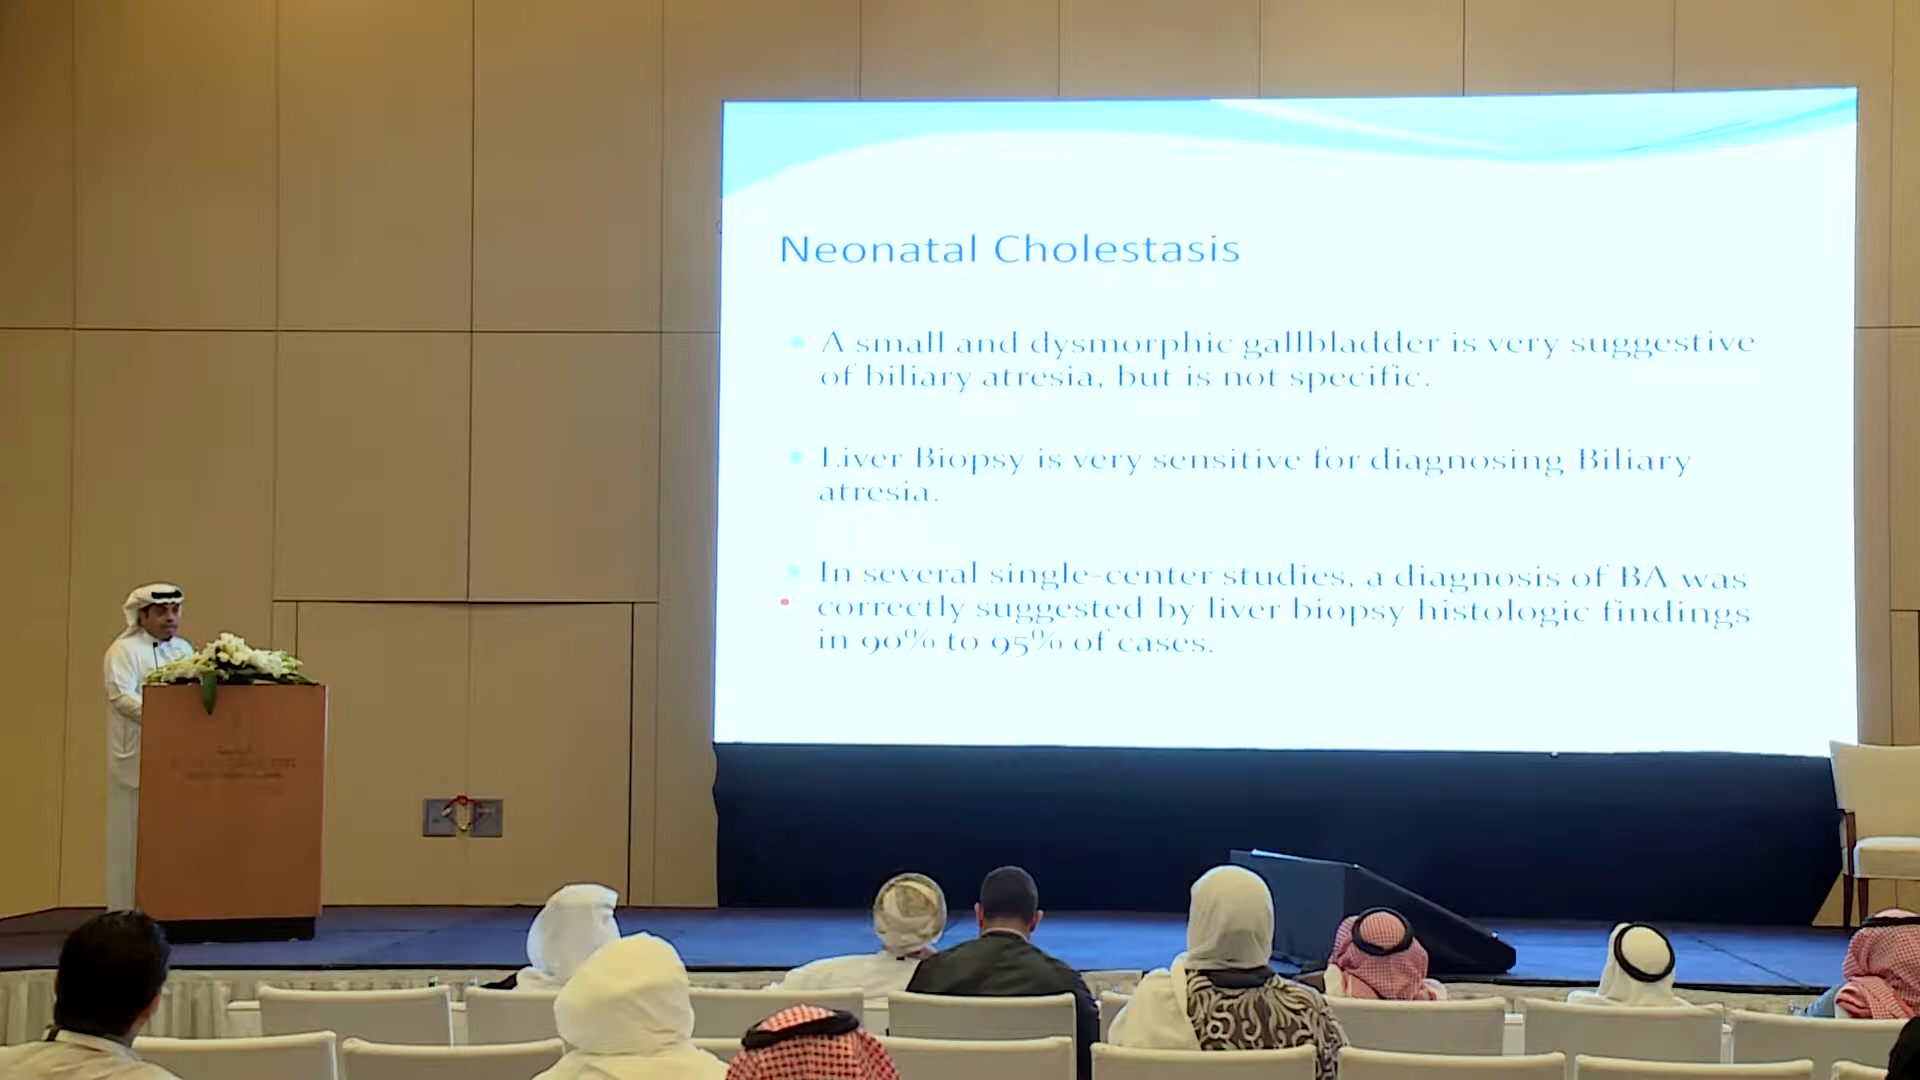 Neonatal Cholestasis
A small and dysmorphic gallbladder is very suggestive
of biliary atresia, but is not specific.
Liver Biopsy is very sensitive for diagnosing Biliary
atresia.
In several single-center studies, a diagnosis of BA was
correctly suggested by liver biopsy histologic findings
in 90% to 95% of cases.